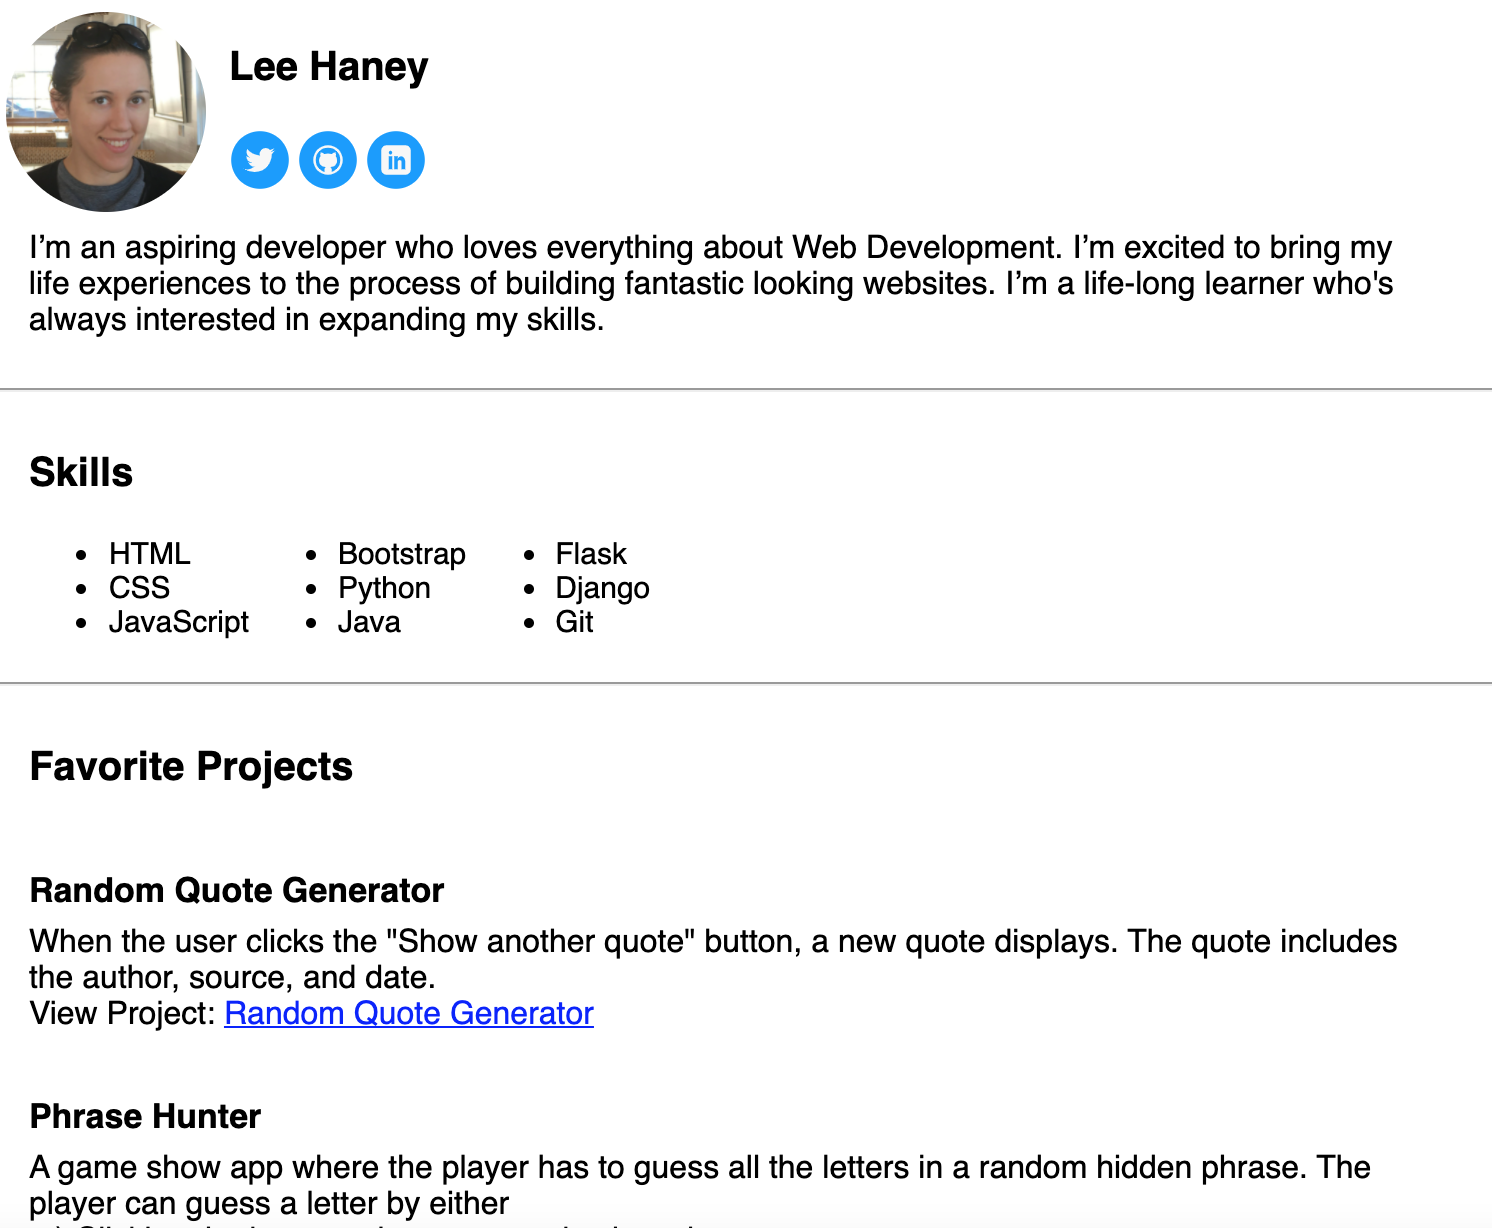 Lee Haney
in
I’m an aspiring developer who loves everything about Web Development. I’m excited to bring my
life experiences to the process of building fantastic looking websites. I’m a life-long learner who's
always interested in expanding my skills.
Skills
• HTML • Bootstrap • Flask
• CSS • Python • Django
• JavaScript • Java • Git
Favorite Projects
Random Quote Generator
When the user clicks the "Show another quote" button, a new quote displays. The quote includes
the author, source, and date.
View Project: Random Quote Generator
Phrase Hunter
A game show app where the player has to guess all the letters in a random hidden phrase. The
player can guess a letter by either